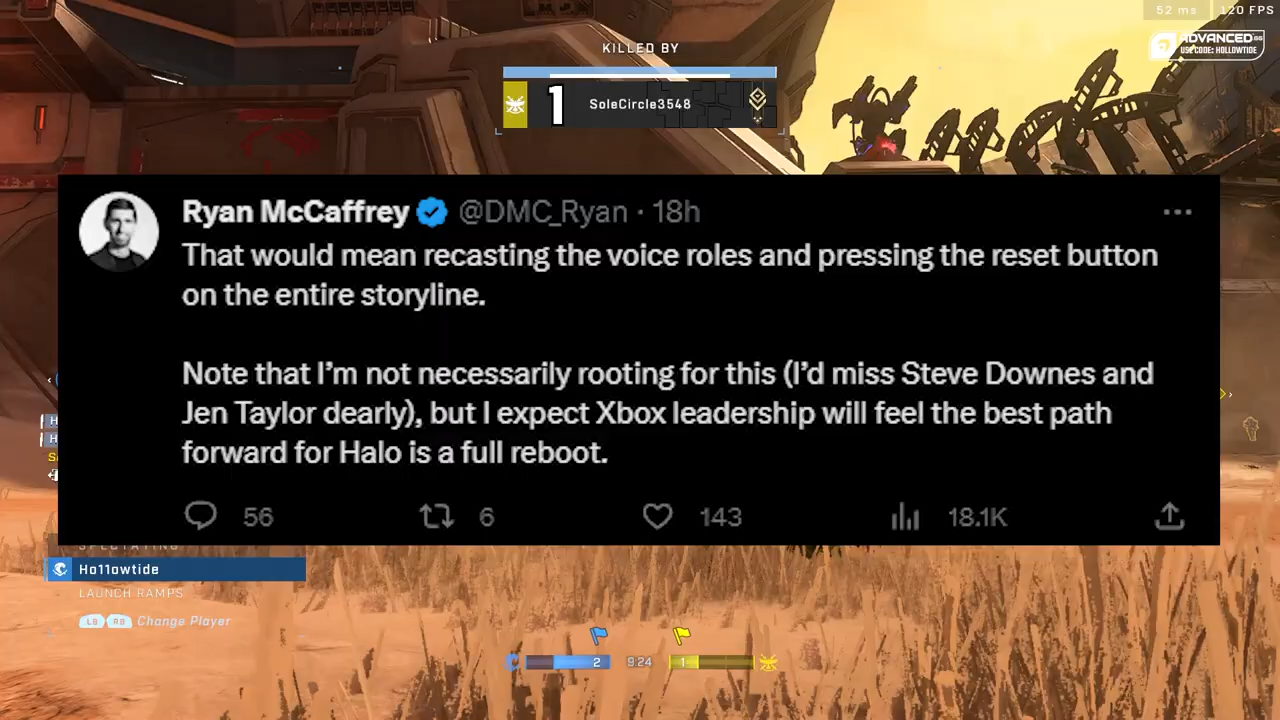 52 ms 120 FPS
KILLED BY
ADVANCED.GG
USE CODE: HOLLOWTIDE
1 SoleCircle3548
Ryan McCaffrey @DMC_Ryan · 18h
That would mean recasting the voice roles and pressing the reset button
on the entire storyline.
Note that I'm not necessarily rooting for this (I'd miss Steve Downes and
Jen Taylor dearly), but I expect Xbox leadership will feel the best path
forward for Halo is a full reboot.
56 6 143 18.1K
SPECTATING
Ho11owtide
LAUNCH RAMPS
LB RB Change Player
2 9:24 1